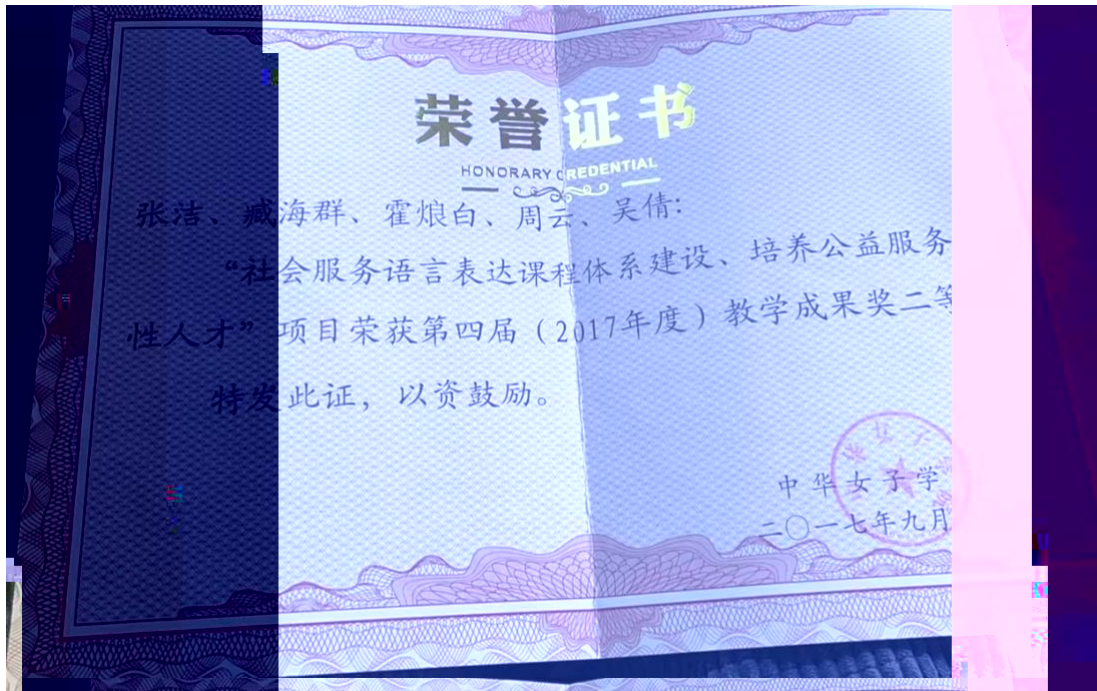 荣誉证书
HONORARY CREDENTIAL
张洁、臧海群、霍烺白、周云、吴倩:
“社会服务语言表达课程体系建设、培养公益服务
性人才”项目荣获第四届（2017年度）教学成果奖二等
特发此证，以资鼓励。
中华女子学
二〇一七年九月